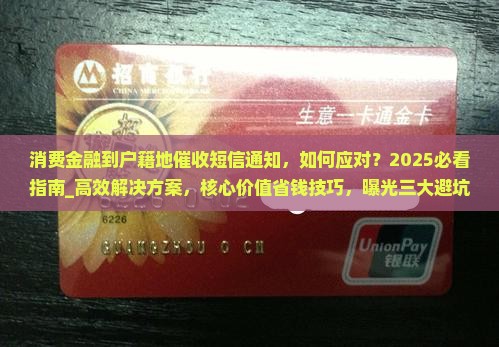 招商银行
CHINA MERCHANTS BANK
生意一卡通金卡
消费金融到户籍地催收短信通知，如何应对？2025必看
指南_高效解决方案，核心价值省钱技巧，曝光三大避坑
6226
GUANGZHOU O CM
UnionPay
银联